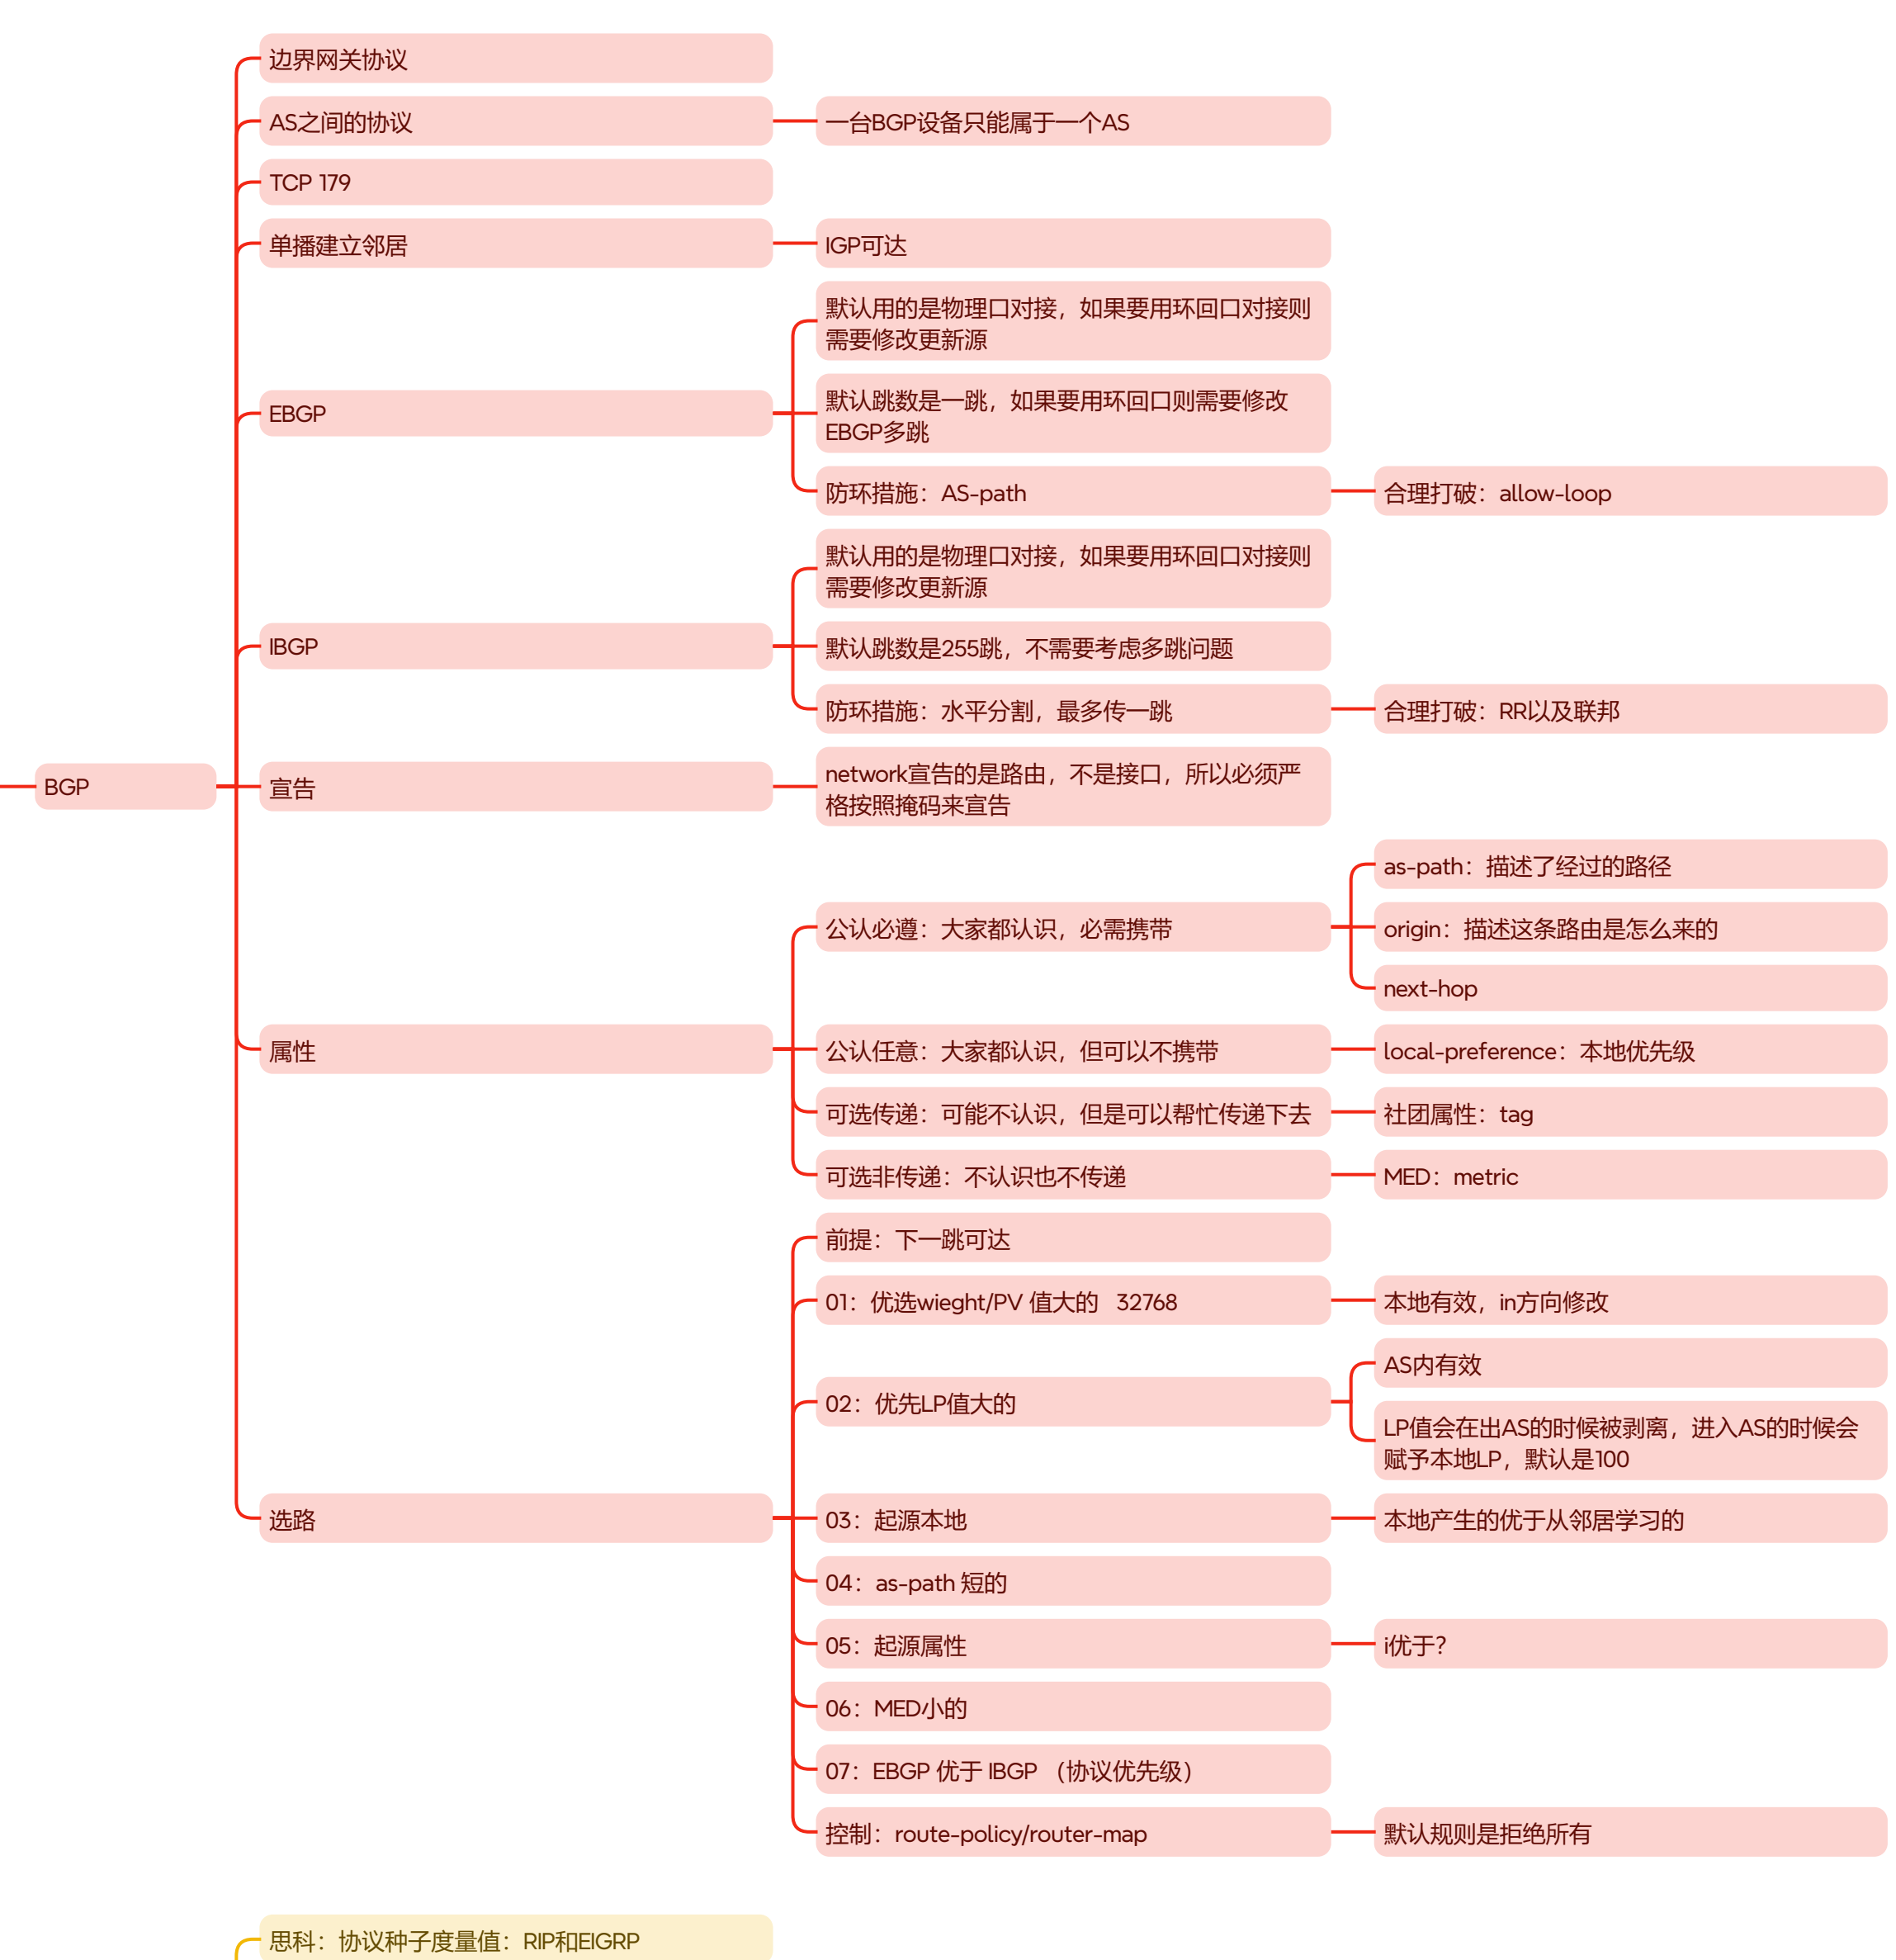 边界网关协议
AS之间的协议
一台BGP设备只能属于一个AS
TCP 179
单播建立邻居
IGP可达
EBGP
默认用的是物理口对接，如果要用环回口对接则
需要修改更新源
默认跳数是一跳，如果要用环回口则需要修改
EBGP多跳
防环措施：AS-path
合理打破：allow-loop
IBGP
默认用的是物理口对接，如果要用环回口对接则
需要修改更新源
默认跳数是255跳，不需要考虑多跳问题
防环措施：水平分割，最多传一跳
合理打破：RR以及联邦
BGP
宣告
network宣告的是路由，不是接口，所以必须严
格按照掩码来宣告
属性
公认必遵：大家都认识，必需携带
as-path：描述了经过的路径
origin：描述这条路由是怎么来的
next-hop
公认任意：大家都认识，但可以不携带
local-preference：本地优先级
可选传递：可能不认识，但是可以帮忙传递下去
社团属性：tag
可选非传递：不认识也不传递
MED：metric
选路
前提：下一跳可达
01：优选wieght/PV 值大的 32768
本地有效，in方向修改
02：优先LP值大的
AS内有效
LP值会在出AS的时候被剥离，进入AS的时候会
赋予本地LP，默认是100
03：起源本地
本地产生的优于从邻居学习的
04：as-path 短的
05：起源属性
i优于？
06：MED小的
07：EBGP 优于 IBGP （协议优先级）
控制：route-policy/router-map
默认规则是拒绝所有
思科：协议种子度量值：RIP和EIGRP